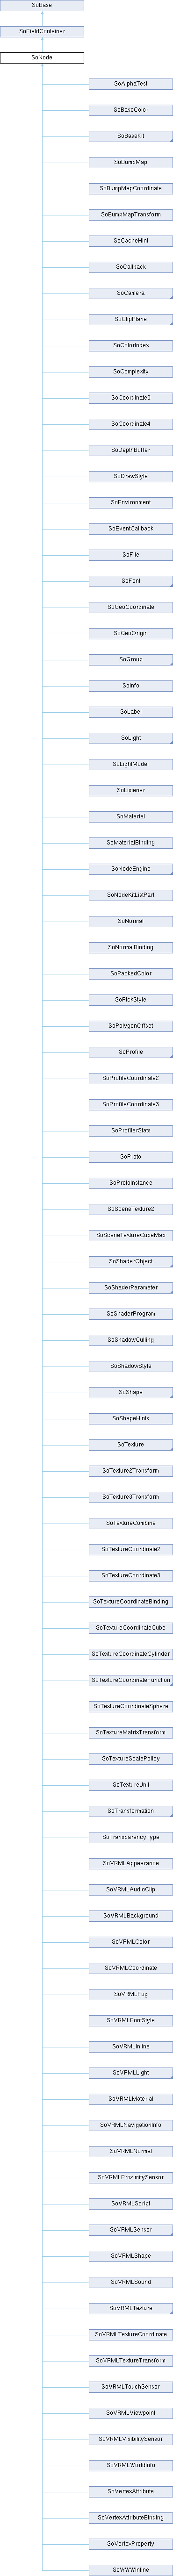 SoBase
SoFieldContainer
SoNode
SoAlphaTest
SoBaseColor
SoBaseKit
SoBumpMap
SoBumpMapCoordinate
SoBumpMapTransform
SoCacheHint
SoCallback
SoCamera
SoClipPlane
SoColorIndex
SoComplexity
SoCoordinate3
SoCoordinate4
SoDepthBuffer
SoDrawStyle
SoEnvironment
SoEventCallback
SoFile
SoFont
SoGeoCoordinate
SoGeoOrigin
SoGroup
SoInfo
SoLabel
SoLight
SoLightModel
SoListener
SoMaterial
SoMaterialBinding
SoNodeEngine
SoNodeKitListPart
SoNormal
SoNormalBinding
SoPackedColor
SoPickStyle
SoPolygonOffset
SoProfile
SoProfileCoordinate2
SoProfileCoordinate3
SoProfilerStats
SoProto
SoProtoInstance
SoSceneTexture2
SoSceneTextureCubeMap
SoShaderObject
SoShaderParameter
SoShaderProgram
SoShadowCulling
SoShadowStyle
SoShape
SoShapeHints
SoTexture
SoTexture2Transform
SoTexture3Transform
SoTextureCombine
SoTextureCoordinate2
SoTextureCoordinate3
SoTextureCoordinateBinding
SoTextureCoordinateCube
SoTextureCoordinateCylinder
SoTextureCoordinateFunction
SoTextureCoordinateSphere
SoTextureMatrixTransform
SoTextureScalePolicy
SoTextureUnit
SoTransformation
SoTransparencyType
SoVRMLAppearance
SoVRMLAudioClip
SoVRMLBackground
SoVRMLColor
SoVRMLCoordinate
SoVRMLFog
SoVRMLFontStyle
SoVRMLInline
SoVRMLLight
SoVRMLMaterial
SoVRMLNavigationInfo
SoVRMLNormal
SoVRMLProximitySensor
SoVRMLScript
SoVRMLSensor
SoVRMLShape
SoVRMLSound
SoVRMLTexture
SoVRMLTextureCoordinate
SoVRMLTextureTransform
SoVRMLTouchSensor
SoVRMLViewpoint
SoVRMLVisibilitySensor
SoVRMLWorldInfo
SoVertexAttribute
SoVertexAttributeBinding
SoVertexProperty
SoWWWInline